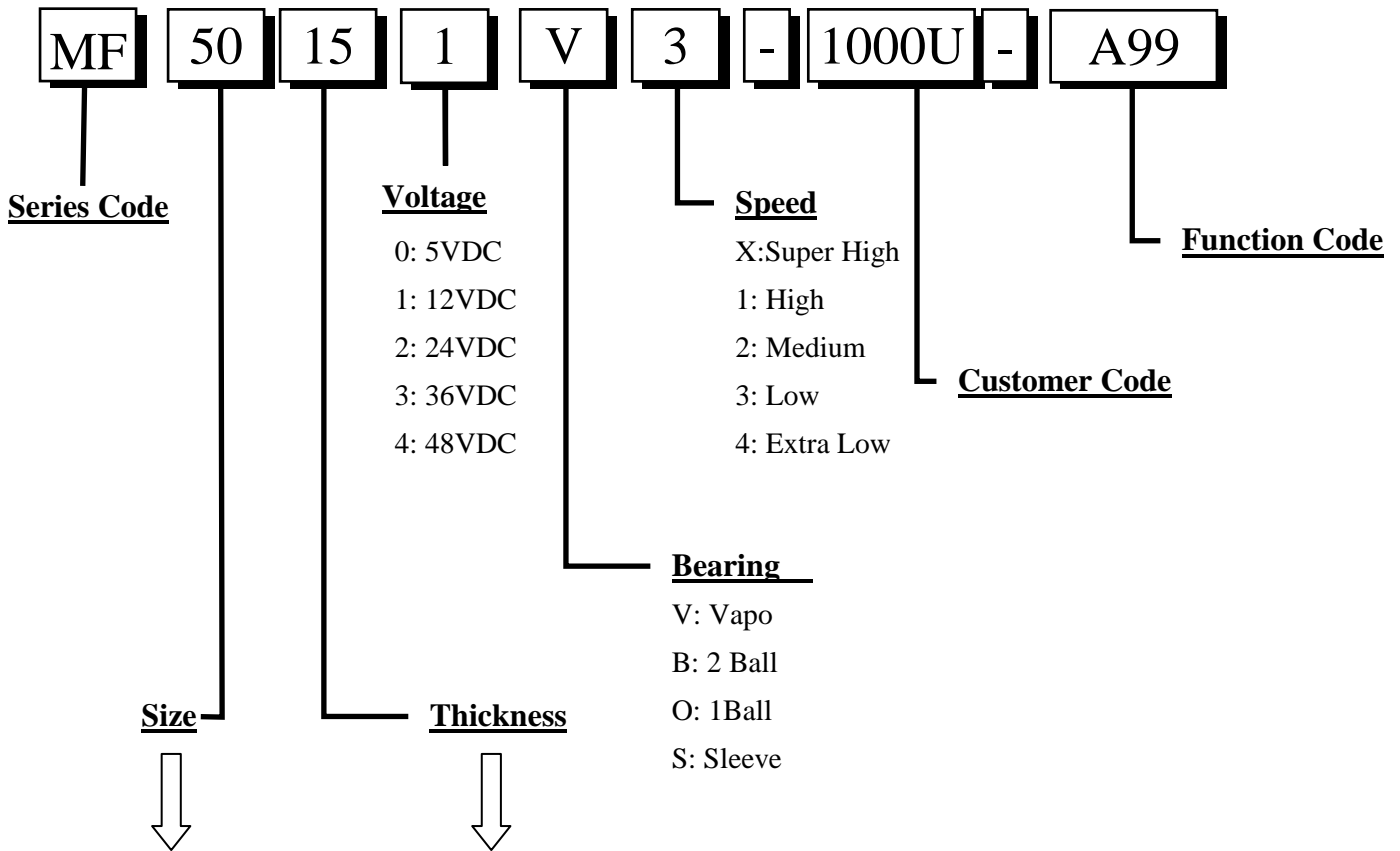 MF 50 15 1 V 3 - 1000U - A99
Series Code
Voltage
0: 5VDC
1: 12VDC
2: 24VDC
3: 36VDC
4: 48VDC
Speed
X:Super High
1: High
2: Medium
3: Low
4: Extra Low
Function Code
Customer Code
Bearing
V: Vapo
B: 2 Ball
O: 1Ball
S: Sleeve
Size
Thickness